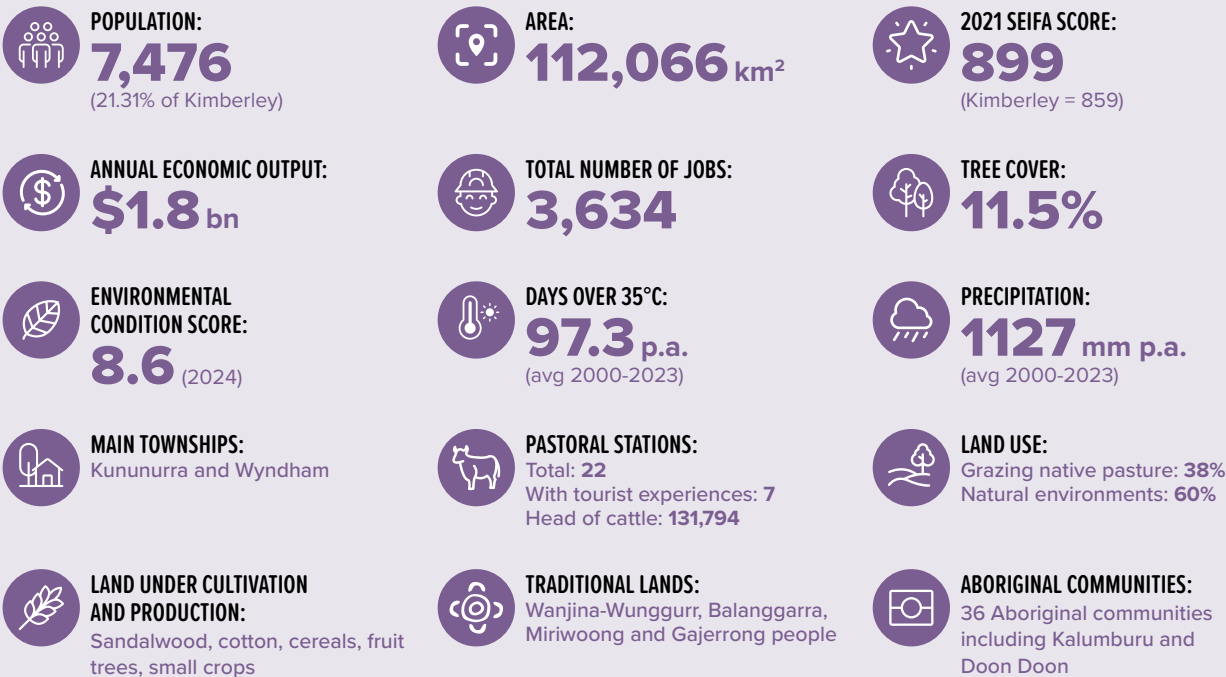 POPULATION:
7,476
(21.31% of Kimberley)
AREA:
112,066 km²
2021 SEIFA SCORE:
899
(Kimberley = 859)
ANNUAL ECONOMIC OUTPUT:
$1.8 bn
TOTAL NUMBER OF JOBS:
3,634
TREE COVER:
11.5%
ENVIRONMENTAL
CONDITION SCORE:
8.6 (2024)
DAYS OVER 35°C:
97.3 p.a.
(avg 2000-2023)
PRECIPITATION:
1127 mm p.a.
(avg 2000-2023)
MAIN TOWNSHIPS:
Kununurra and Wyndham
PASTORAL STATIONS:
Total: 22
With tourist experiences: 7
Head of cattle: 131,794
LAND USE:
Grazing native pasture: 38%
Natural environments: 60%
LAND UNDER CULTIVATION
AND PRODUCTION:
Sandalwood, cotton, cereals, fruit
trees, small crops
TRADITIONAL LANDS:
Wanjina-Wunggurr, Balanggarra,
Miriwoong and Gajerrong people
ABORIGINAL COMMUNITIES:
36 Aboriginal communities
including Kalumburu and
Doon Doon